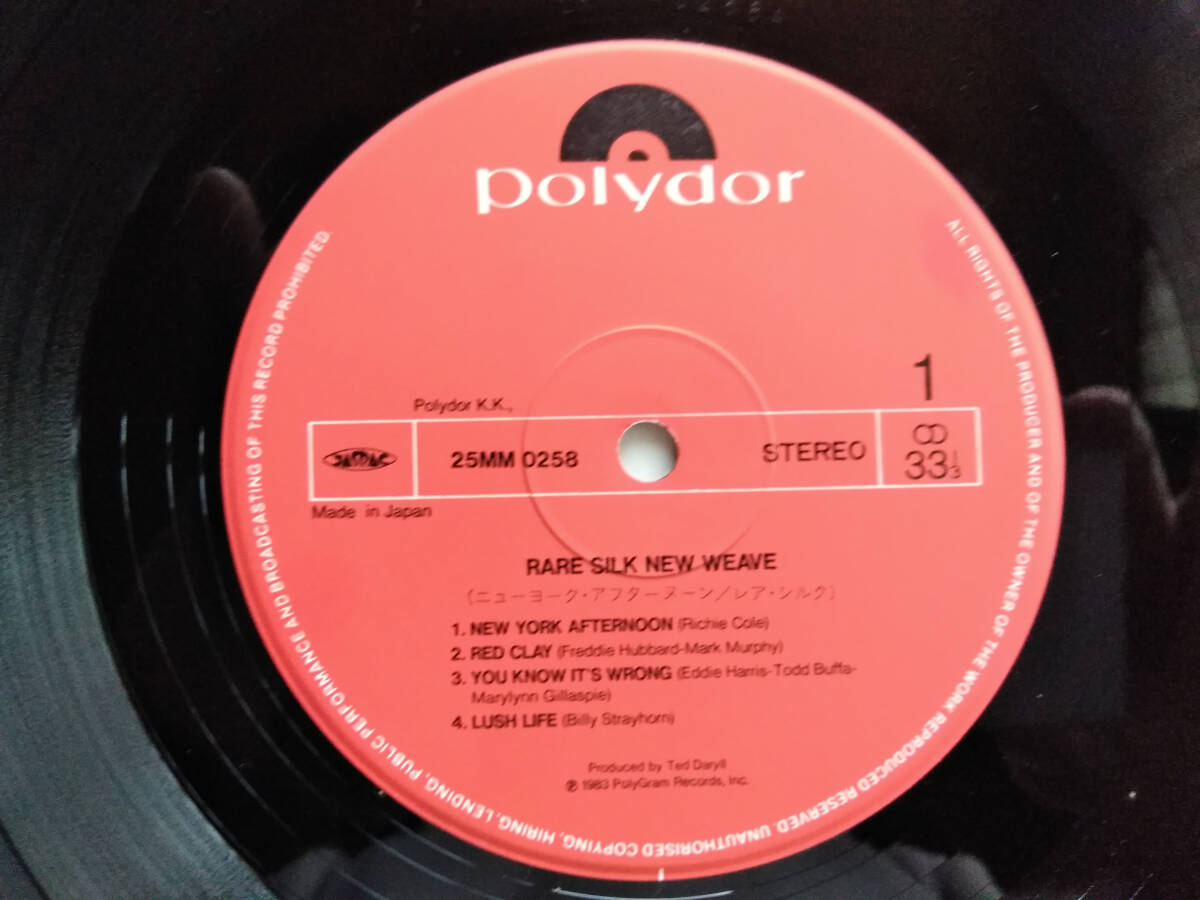 polydor
1
Polydor K.K.,
JASRAC
25MM 0258
STEREO
33 1/3
Made in Japan
RARE SILK NEW WEAVE
(ニューヨーク・アフターヌーン/レア・シルク)
1. NEW YORK AFTERNOON (Richie Cole)
2. RED CLAY (Freddie Hubbard-Mark Murphy)
3. YOU KNOW IT'S WRONG (Eddie Harris-Todd Buffa-
Marylynn Gillaspie)
4. LUSH LIFE (Billy Strayhorn)
Produced by Ted Daryll
℗ 1983 PolyGram Records, Inc.
ALL RIGHTS OF THE PRODUCER AND OF THE OWNER OF THE WORK REPRODUCED RESERVED. UNAUTHORISED COPYING, HIRING, LENDING, PUBLIC PERFORMANCE AND BROADCASTING OF THIS RECORD PROHIBITED.